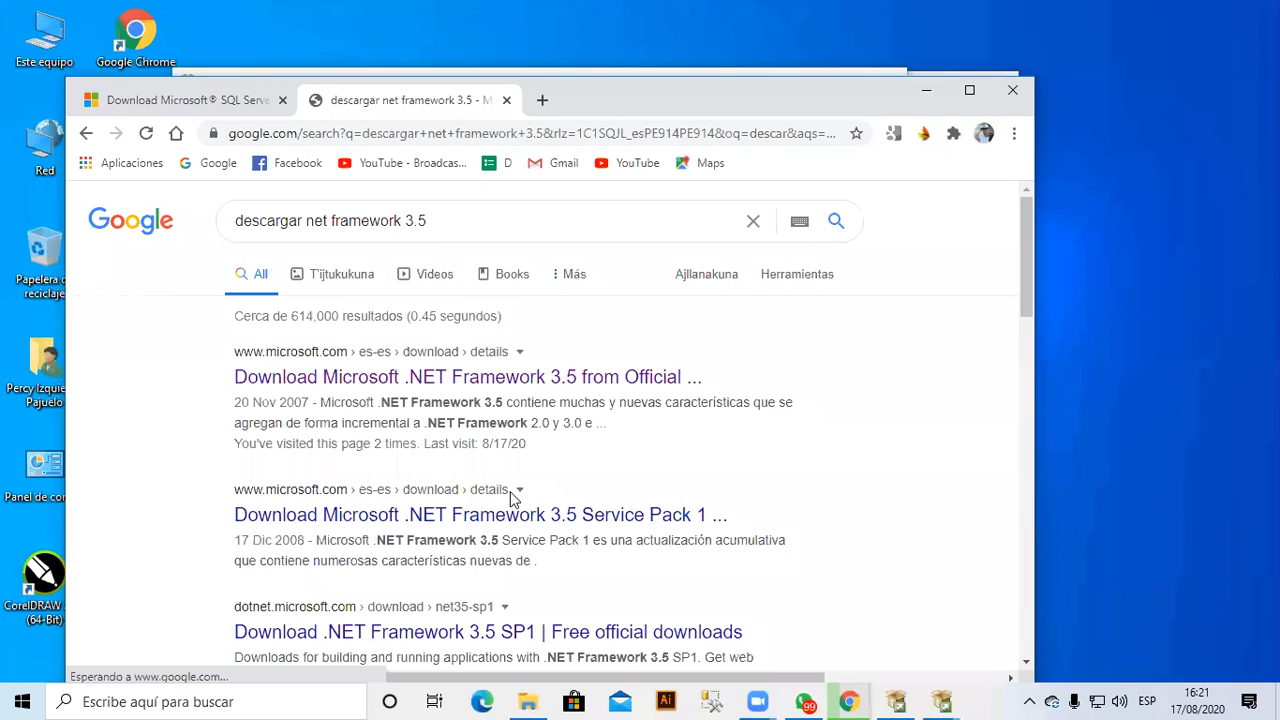 Este equipo
Google Chrome
Red
Papelera de
reciclaje
Percy Izquie
Pajuelo
Panel de con
CorelDRAW
(64-Bit)
Download Microsoft® SQL Serve
descargar net framework 3.5 - M
google.com/search?q=descargar+net+framework+3.5&rlz=1C1SQJL_esPE914PE914&oq=descar&aqs=...
Aplicaciones
Google
Facebook
YouTube - Broadcas...
D
Gmail
YouTube
Maps
Google
descargar net framework 3.5
All
T'ijtukukuna
Videos
Books
Más
Ajllanakuna
Herramientas
Cerca de 614,000 resultados (0.45 segundos)
www.microsoft.com › es-es › download › details
Download Microsoft .NET Framework 3.5 from Official ...
20 Nov 2007 - Microsoft .NET Framework 3.5 contiene muchas y nuevas características que se
agregan de forma incremental a .NET Framework 2.0 y 3.0 e ...
You've visited this page 2 times. Last visit: 8/17/20
www.microsoft.com › es-es › download › details
Download Microsoft .NET Framework 3.5 Service Pack 1 ...
17 Dic 2008 - Microsoft .NET Framework 3.5 Service Pack 1 es una actualización acumulativa
que contiene numerosas características nuevas de .
dotnet.microsoft.com › download › net35-sp1
Download .NET Framework 3.5 SP1 | Free official downloads
Downloads for building and running applications with .NET Framework 3.5 SP1. Get web
Esperando a www.google.com...
Escribe aquí para buscar
Ai
99
ESP
16:21
17/08/2020